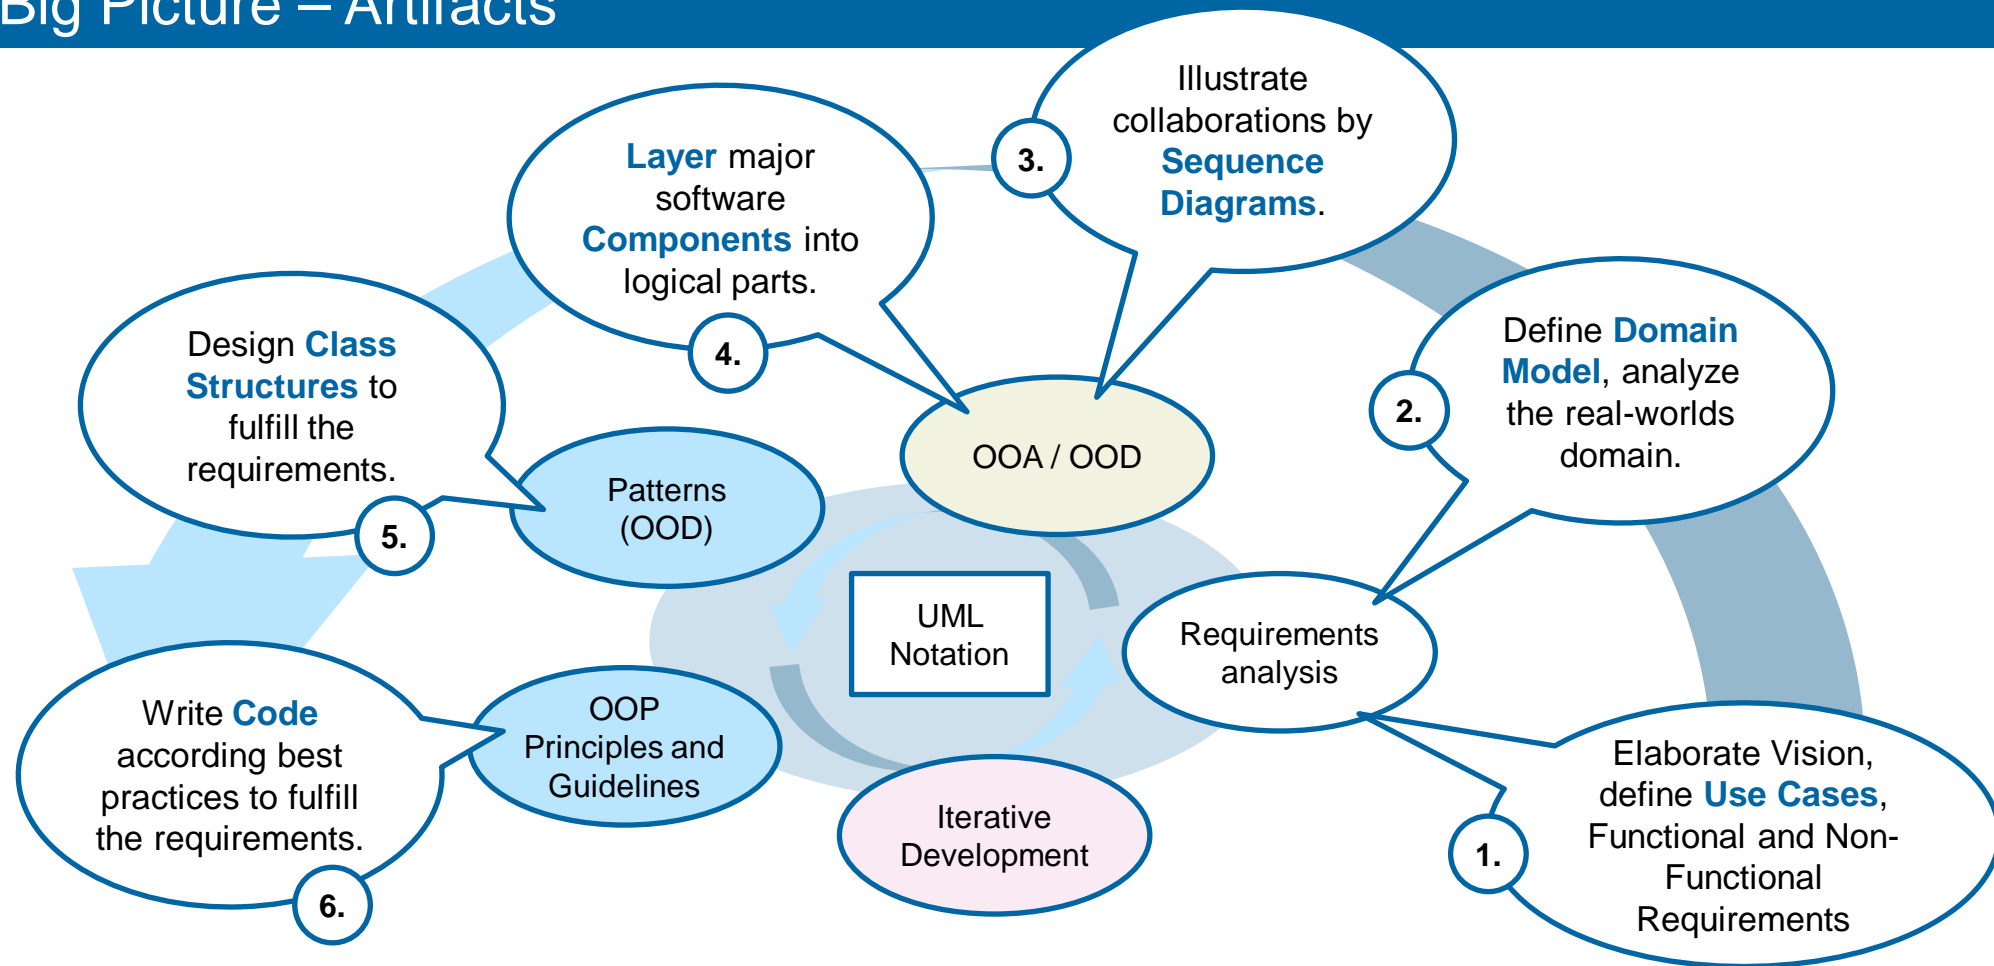 Big Picture – Artifacts
Illustrate
collaborations by
Sequence
Diagrams.
3.
Layer major
software
Components into
logical parts.
4.
Define Domain
Model, analyze
the real-worlds
domain.
2.
Design Class
Structures to
fulfill the
requirements.
5.
OOA / OOD
Patterns
(OOD)
UML
Notation
Requirements
analysis
Write Code
according best
practices to fulfill
the requirements.
6.
OOP
Principles and
Guidelines
Iterative
Development
Elaborate Vision,
define Use Cases,
Functional and Non-
Functional
Requirements
1.